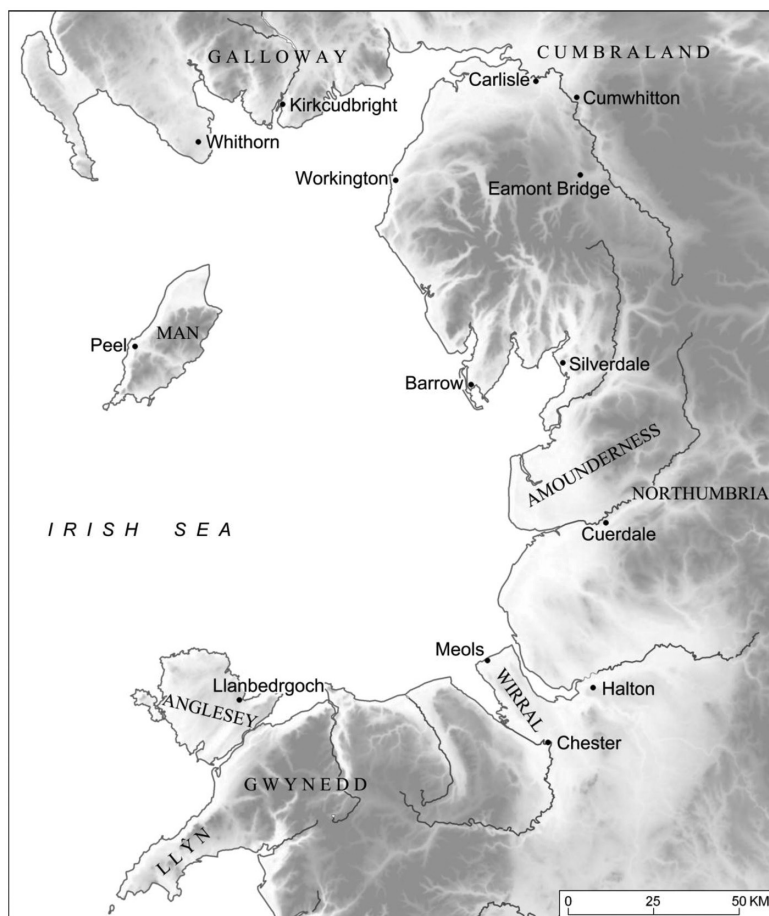 GALLOWAY
CUMBRALAND
Carlisle
Kirkcudbright
Cumwhitton
Whithorn
Workington
Eamont Bridge
MAN
Peel
Silverdale
Barrow
AMOUNDERNESS
NORTHUMBRIA
IRISH SEA
Cuerdale
Meols
Llanbedrgoch
WIRRAL
Halton
ANGLESEY
Chester
GWYNEDD
LLYN
0 25 50 KM